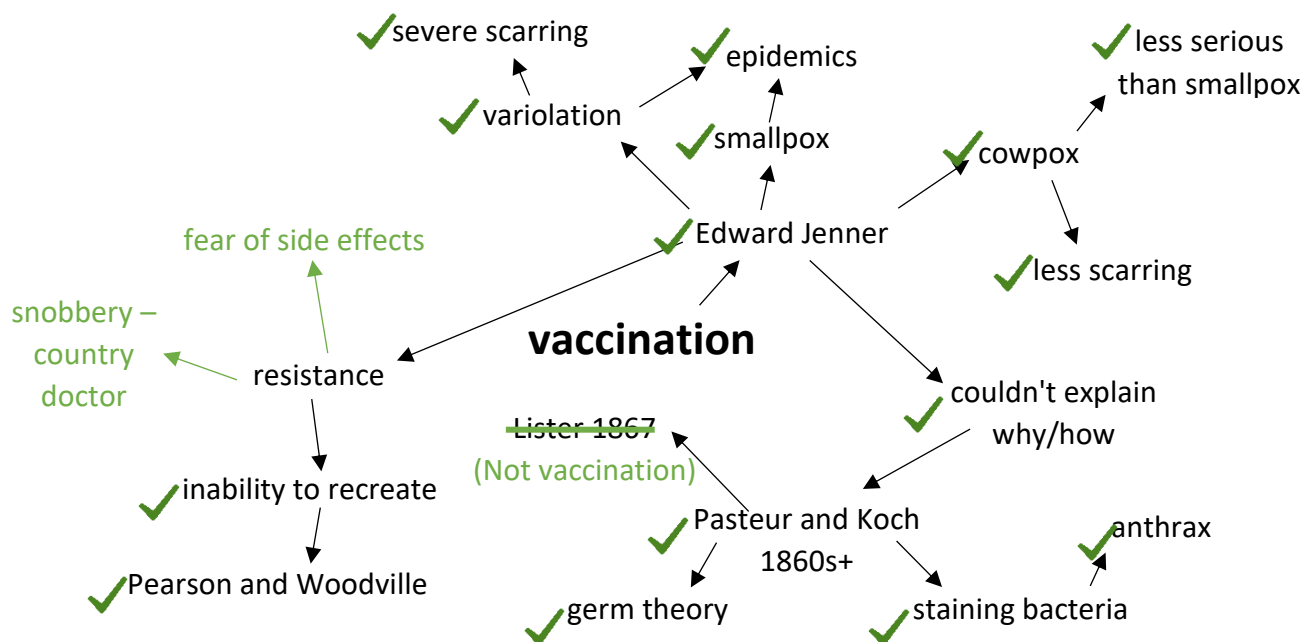 severe scarring
epidemics
less serious
than smallpox
variolation
smallpox
cowpox
Edward Jenner
fear of side effects
less scarring
snobbery –
country
doctor
vaccination
resistance
couldn't explain
why/how
Lister 1867
(Not vaccination)
inability to recreate
Pasteur and Koch
1860s+
anthrax
Pearson and Woodville
germ theory
staining bacteria